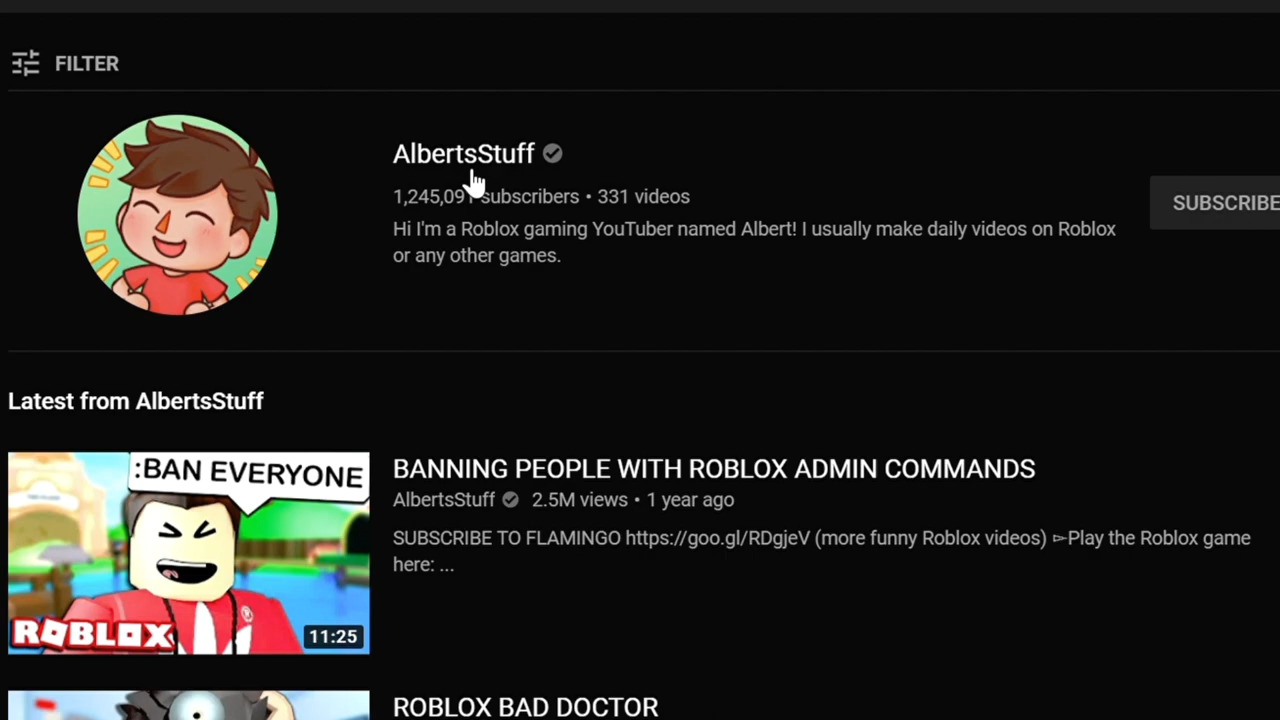 FILTER
AlbertsStuff
1,245,091 subscribers • 331 videos
SUBSCRIBE
Hi I'm a Roblox gaming YouTuber named Albert! I usually make daily videos on Roblox
or any other games.
Latest from AlbertsStuff
:BAN EVERYONE
ROBLOX
11:25
BANNING PEOPLE WITH ROBLOX ADMIN COMMANDS
AlbertsStuff 2.5M views • 1 year ago
SUBSCRIBE TO FLAMINGO https://goo.gl/RDgjeV (more funny Roblox videos) ▻Play the Roblox game
here: ...
ROBLOX BAD DOCTOR